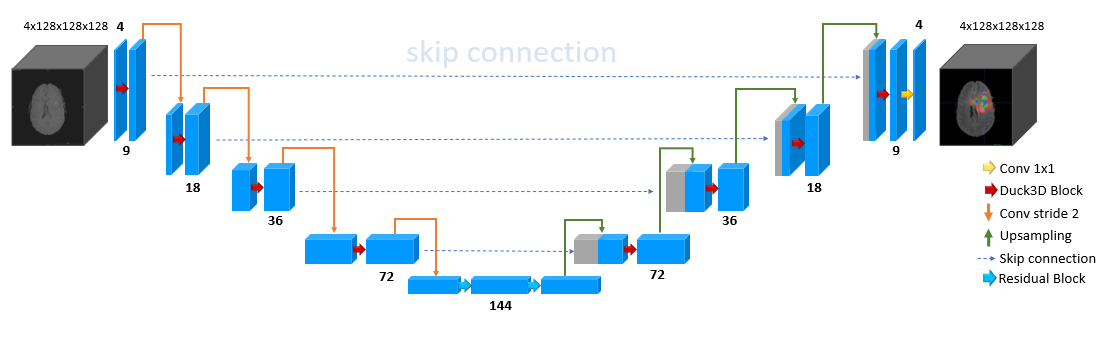 4x128x128x128
4
4
4x128x128x128
skip connection
9
9
18
18
36
36
72
72
144
Conv 1x1
Duck3D Block
Conv stride 2
Upsampling
Skip connection
Residual Block